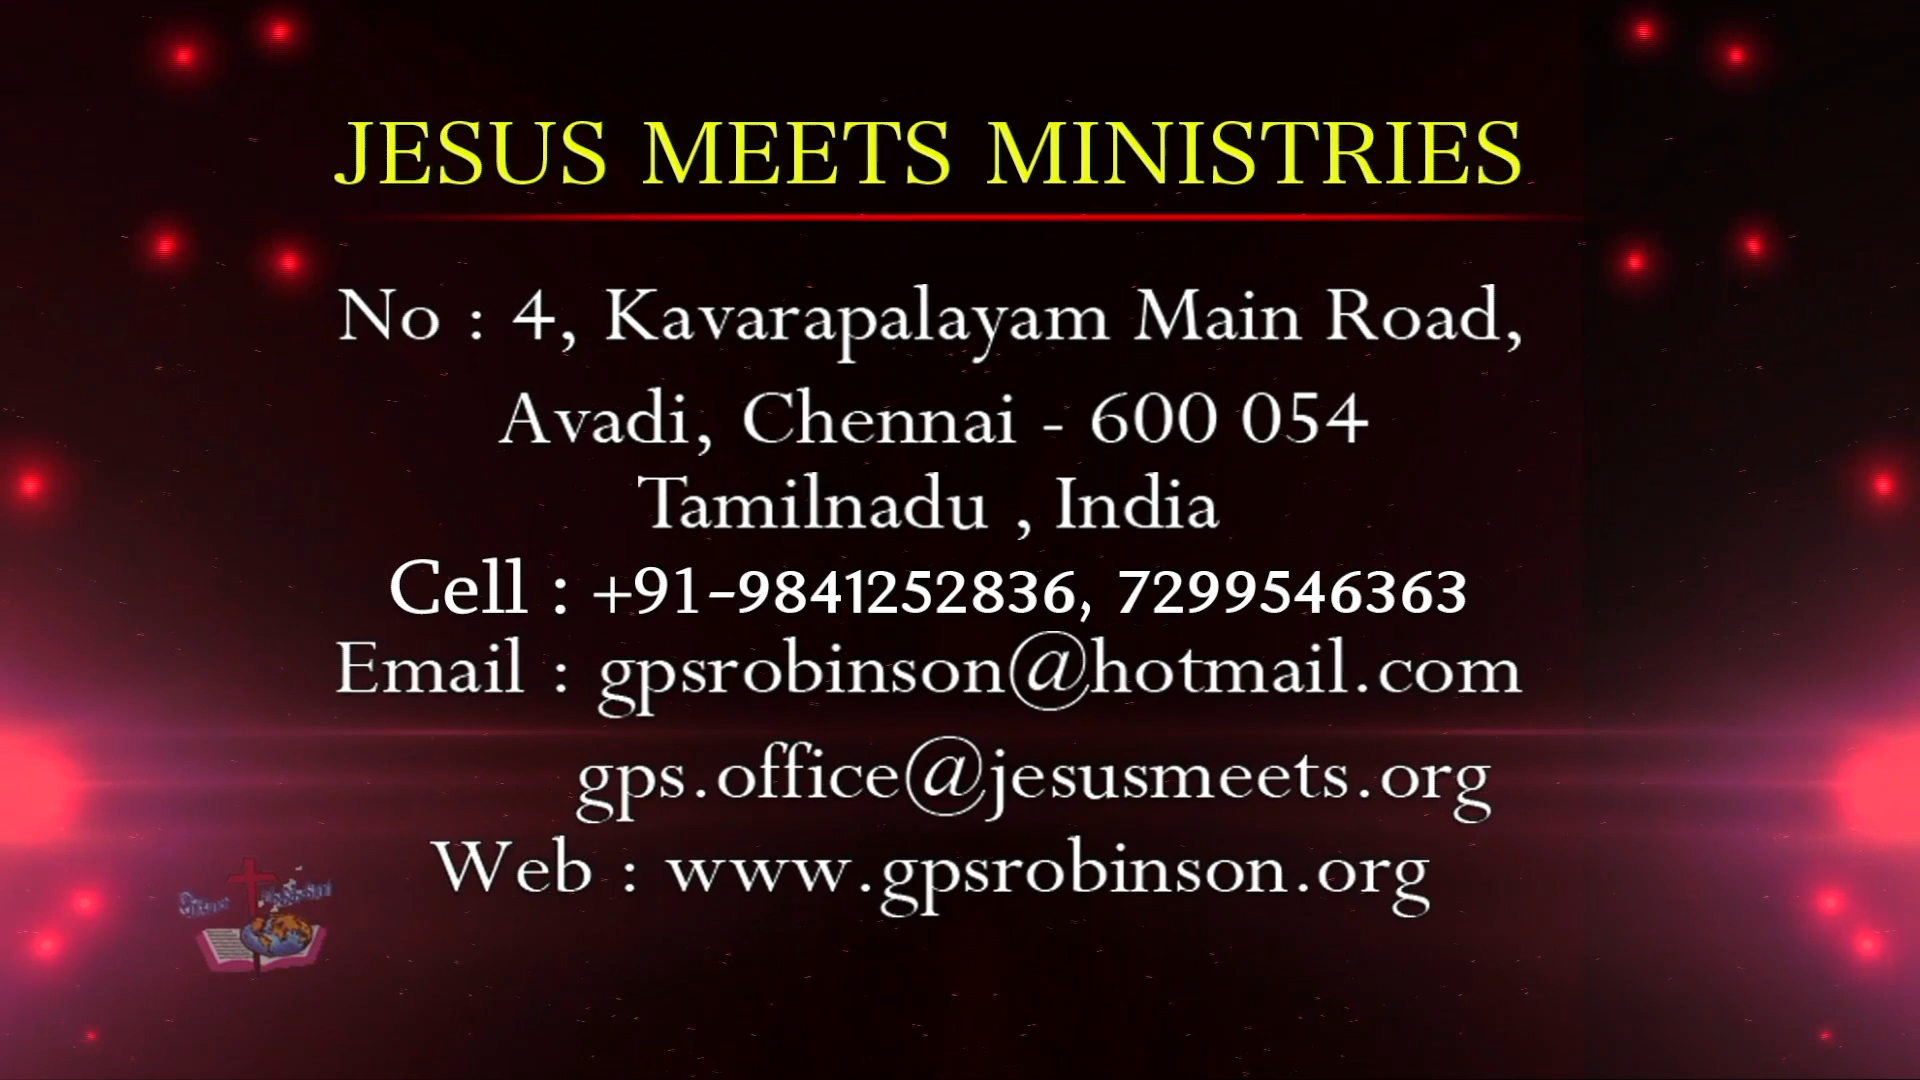 JESUS MEETS MINISTRIES
No : 4, Kavarapalayam Main Road,
Avadi, Chennai - 600 054
Tamilnadu , India
Cell : +91-9841252836, 7299546363
Email : gpsrobinson@hotmail.com
gps.office@jesusmeets.org
Web : www.gpsrobinson.org